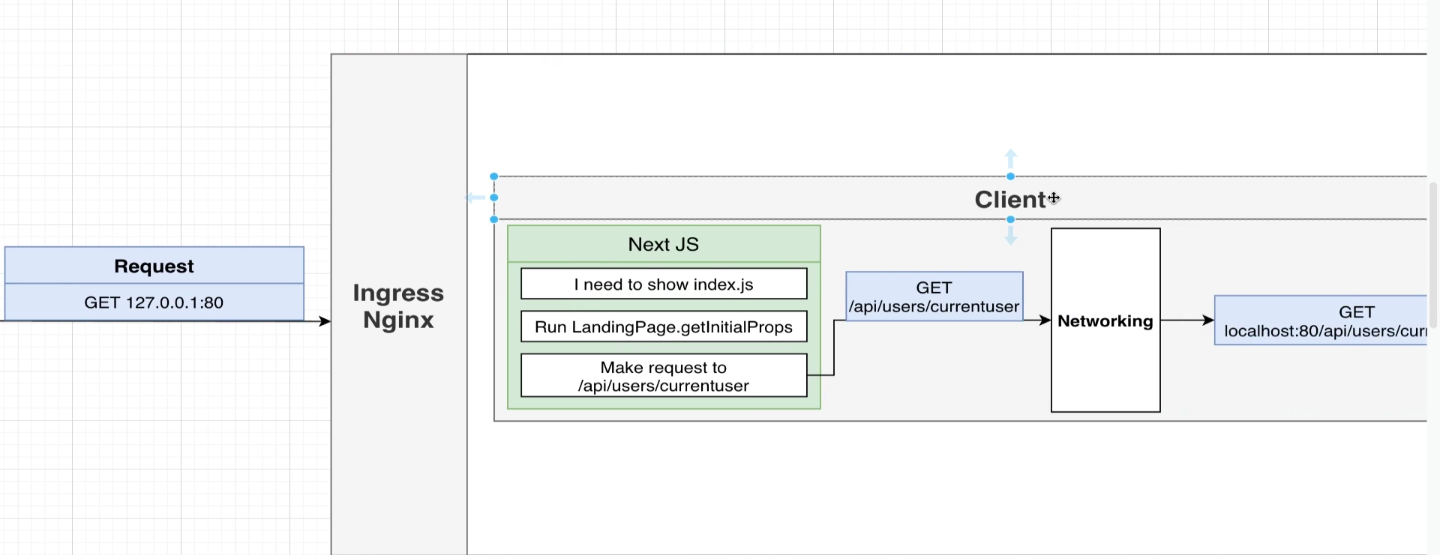 Request
GET 127.0.0.1:80
Ingress
Nginx
Client
Next JS
I need to show index.js
Run LandingPage.getInitialProps
Make request to
/api/users/currentuser
GET
/api/users/currentuser
Networking
GET
localhost:80/api/users/curr